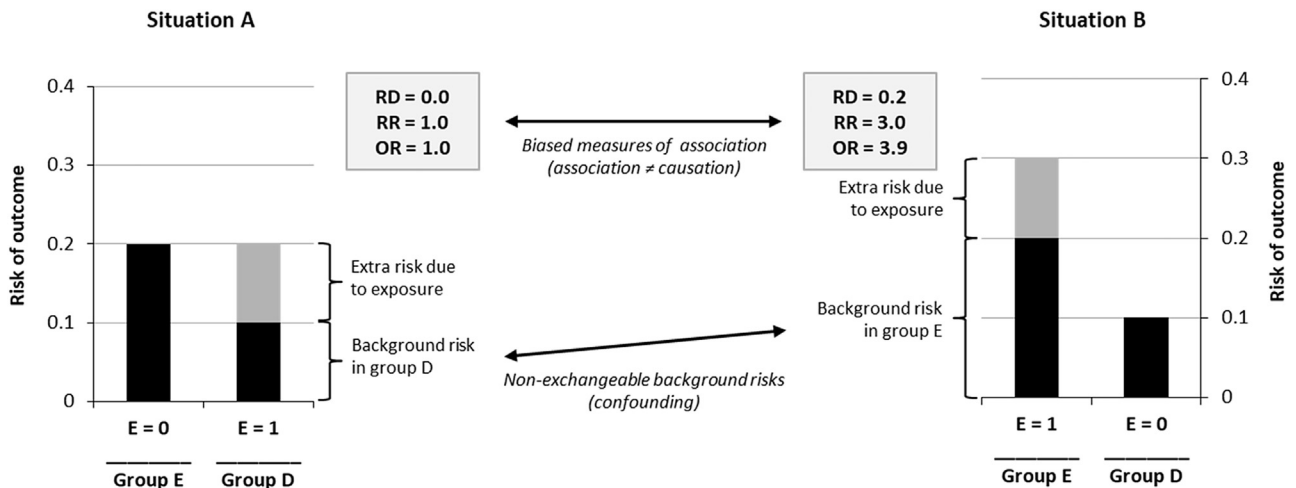 Situation A
0.4
0.3
0.2
0.1
0
Risk of outcome
E = 0
E = 1
Group E
Group D
RD = 0.0
RR = 1.0
OR = 1.0
Extra risk due
to exposure
Background risk
in group D
Biased measures of association
(association ≠ causation)
Non-exchangeable background risks
(confounding)
Situation B
RD = 0.2
RR = 3.0
OR = 3.9
Extra risk due
to exposure
Background risk
in group E
0.4
0.3
0.2
0.1
0
Risk of outcome
E = 1
E = 0
Group E
Group D